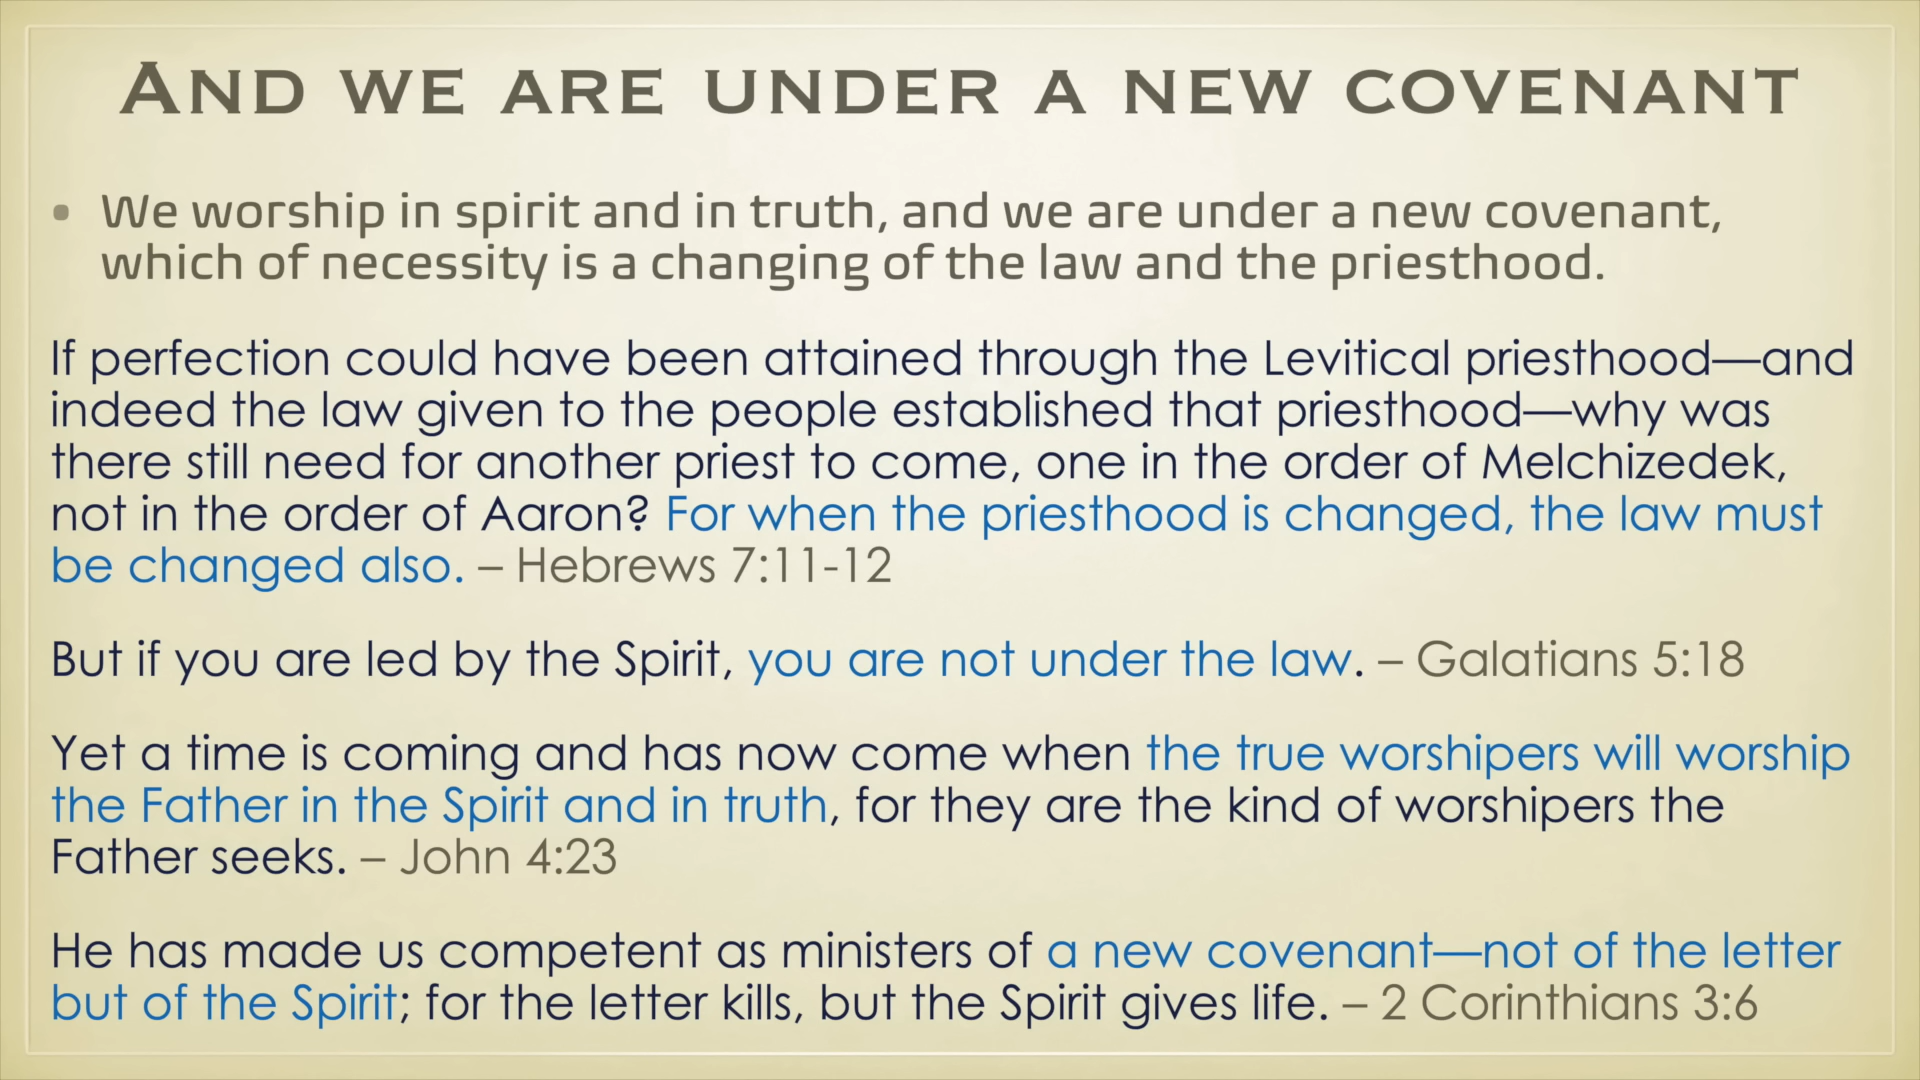 And we are under a new covenant
• We worship in spirit and in truth, and we are under a new covenant,
which of necessity is a changing of the law and the priesthood.
If perfection could have been attained through the Levitical priesthood—and
indeed the law given to the people established that priesthood—why was
there still need for another priest to come, one in the order of Melchizedek,
not in the order of Aaron? For when the priesthood is changed, the law must
be changed also. – Hebrews 7:11-12
But if you are led by the Spirit, you are not under the law. – Galatians 5:18
Yet a time is coming and has now come when the true worshipers will worship
the Father in the Spirit and in truth, for they are the kind of worshipers the
Father seeks. – John 4:23
He has made us competent as ministers of a new covenant—not of the letter
but of the Spirit; for the letter kills, but the Spirit gives life. – 2 Corinthians 3:6